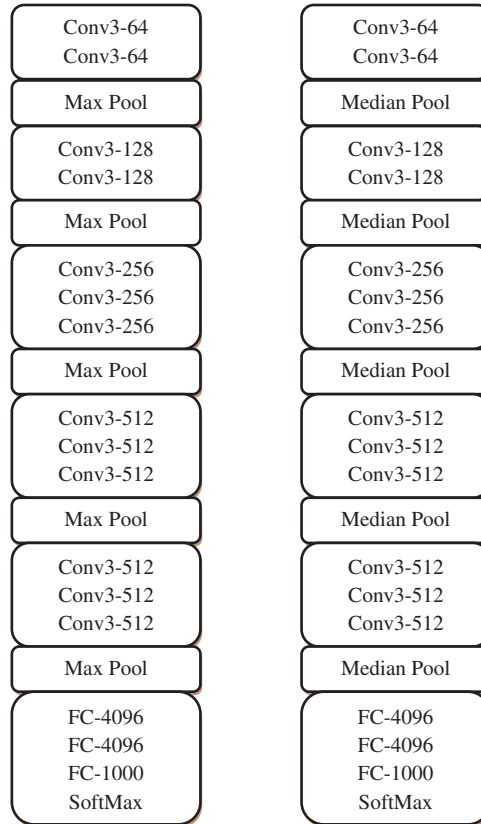 Conv3-64
Conv3-64
Max Pool
Conv3-128
Conv3-128
Max Pool
Conv3-256
Conv3-256
Conv3-256
Max Pool
Conv3-512
Conv3-512
Conv3-512
Max Pool
Conv3-512
Conv3-512
Conv3-512
Max Pool
FC-4096
FC-4096
FC-1000
SoftMax
Conv3-64
Conv3-64
Median Pool
Conv3-128
Conv3-128
Median Pool
Conv3-256
Conv3-256
Conv3-256
Median Pool
Conv3-512
Conv3-512
Conv3-512
Median Pool
Conv3-512
Conv3-512
Conv3-512
Median Pool
FC-4096
FC-4096
FC-1000
SoftMax